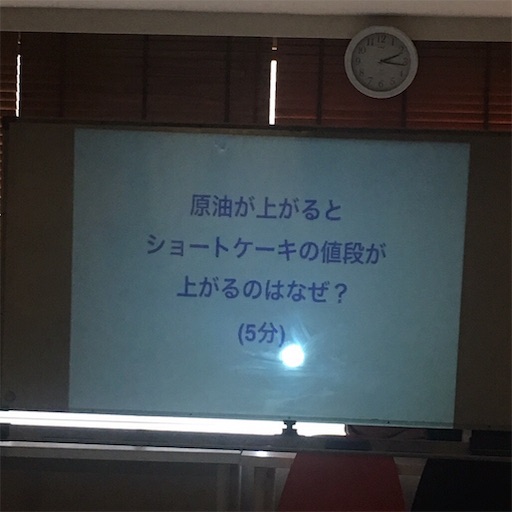 原油が上がると
ショートケーキの値段が
上がるのはなぜ？
(5分)